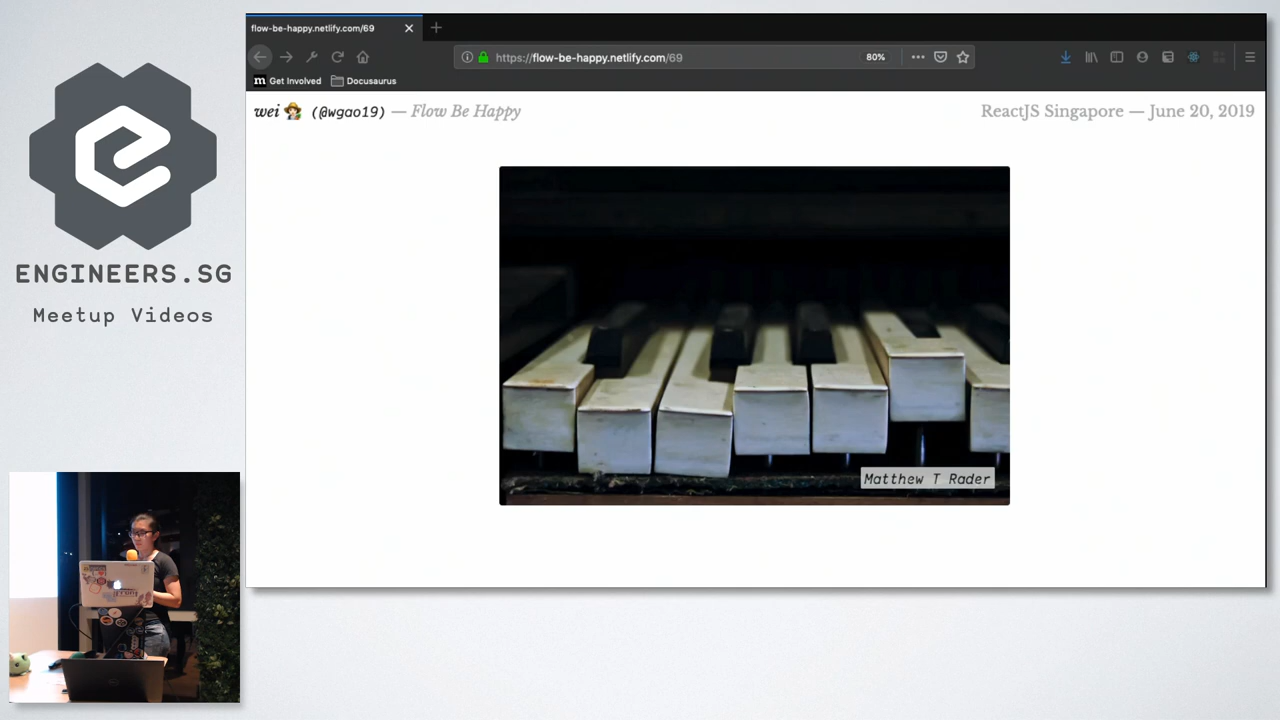 flow-be-happy.netlify.com/69
https://flow-be-happy.netlify.com/69
80%
m Get Involved
Docusaurus
wei (@wgao19) — Flow Be Happy
ReactJS Singapore — June 20, 2019
Matthew T Rader
ENGINEERS.SG
Meetup Videos